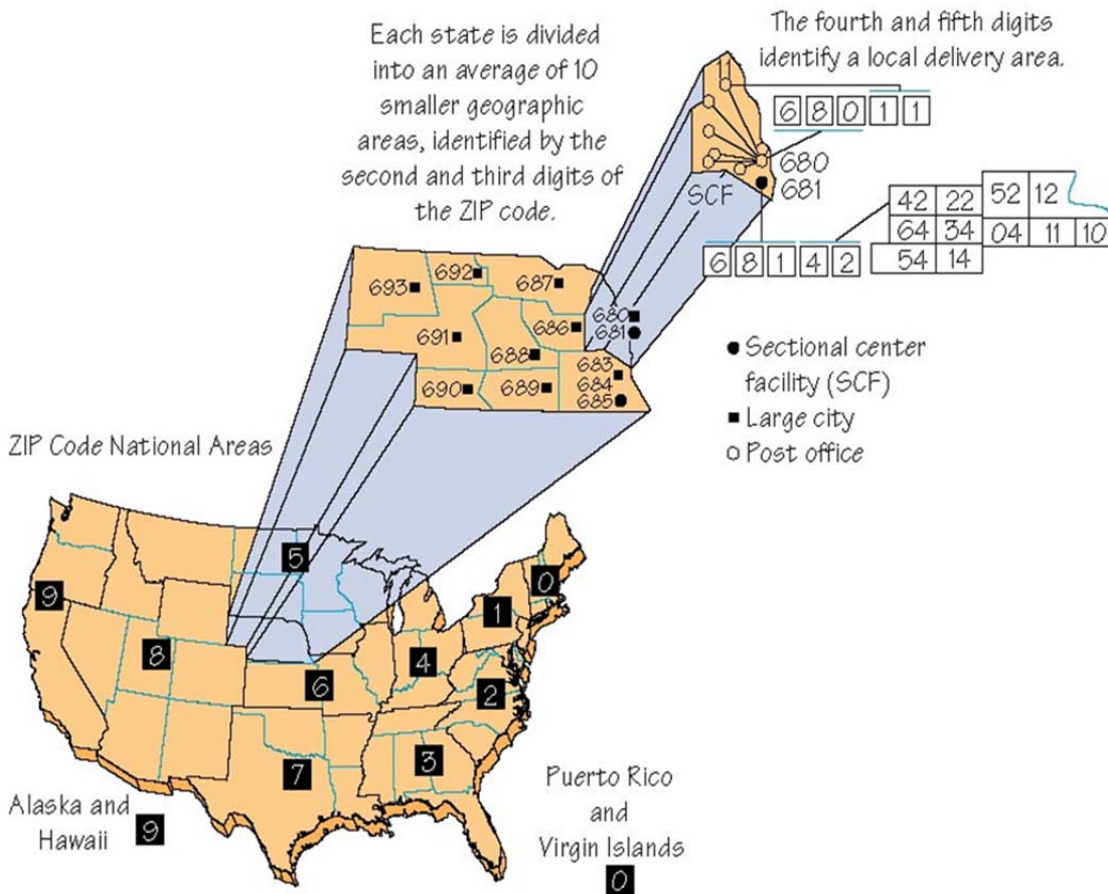 Each state is divided
into an average of 10
smaller geographic
areas, identified by the
second and third digits of
the ZIP code.
The fourth and fifth digits
identify a local delivery area.
11
6 8 0 1 1
680
681
SCF
42 22 52 12
64 34 04 11 10
54 14
6 8 1 4 2
693 692 687
680
681
686
691
688
683
684
685
690 689
Sectional center
facility (SCF)
Large city
Post office
ZIP Code National Areas
5
0
9
1
8
4
6
2
3
7
Alaska and
Hawaii 9
Puerto Rico
and
Virgin Islands
0